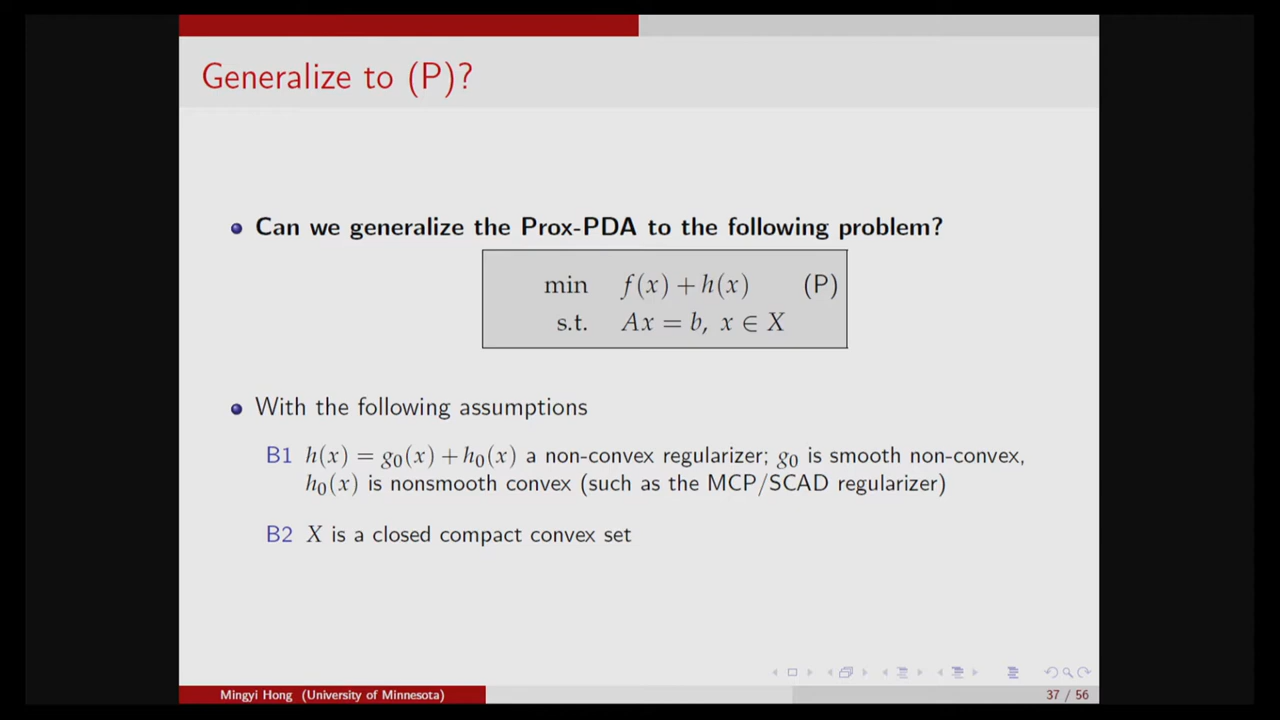 Generalize to (P)?
Can we generalize the Prox-PDA to the following problem?
min f(x) + h(x) (P)
s.t. Ax = b, x ∈ X
With the following assumptions
B1 h(x) = g₀(x) + h₀(x) a non-convex regularizer; g₀ is smooth non-convex,
h₀(x) is nonsmooth convex (such as the MCP/SCAD regularizer)
B2 X is a closed compact convex set
Mingyi Hong (University of Minnesota)
37 / 56